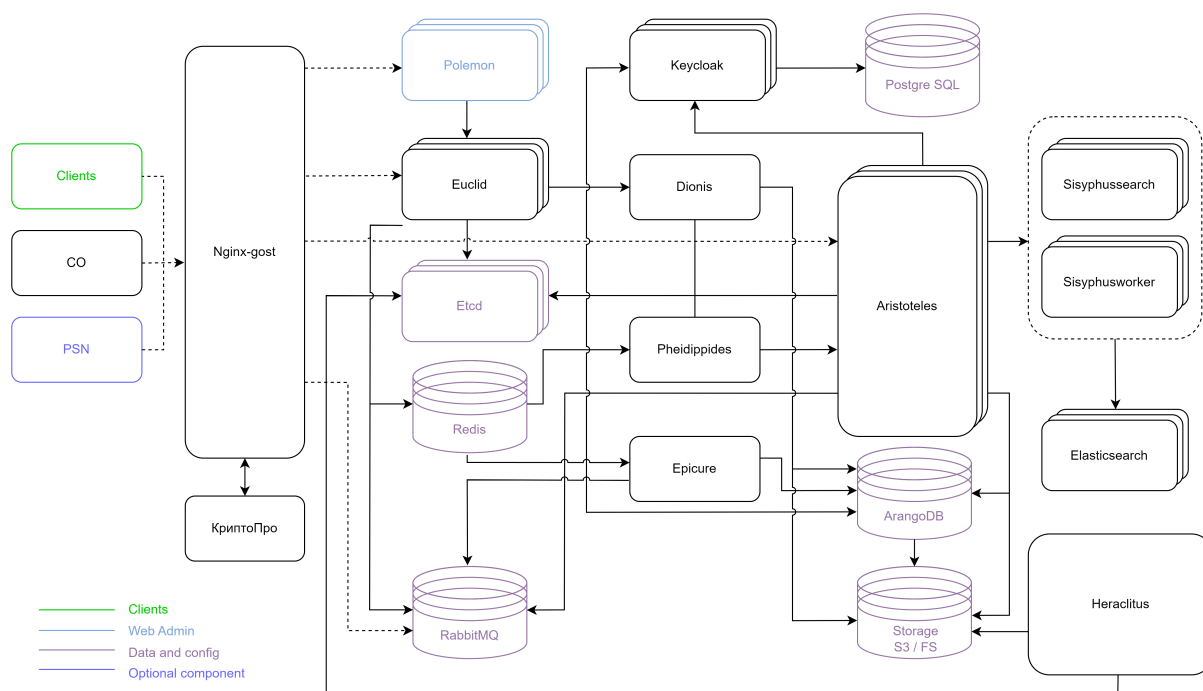 Polemon
Keycloak
Postgre SQL
Clients
Euclid
Dionis
Sisyphussearch
Nginx-gost
CO
Sisyphusworker
Etcd
Aristoteles
PSN
Pheidippides
Redis
Epicure
Elasticsearch
ArangoDB
КриптоПро
Heraclitus
RabbitMQ
Storage
S3 / FS
Clients
Web Admin
Data and config
Optional component